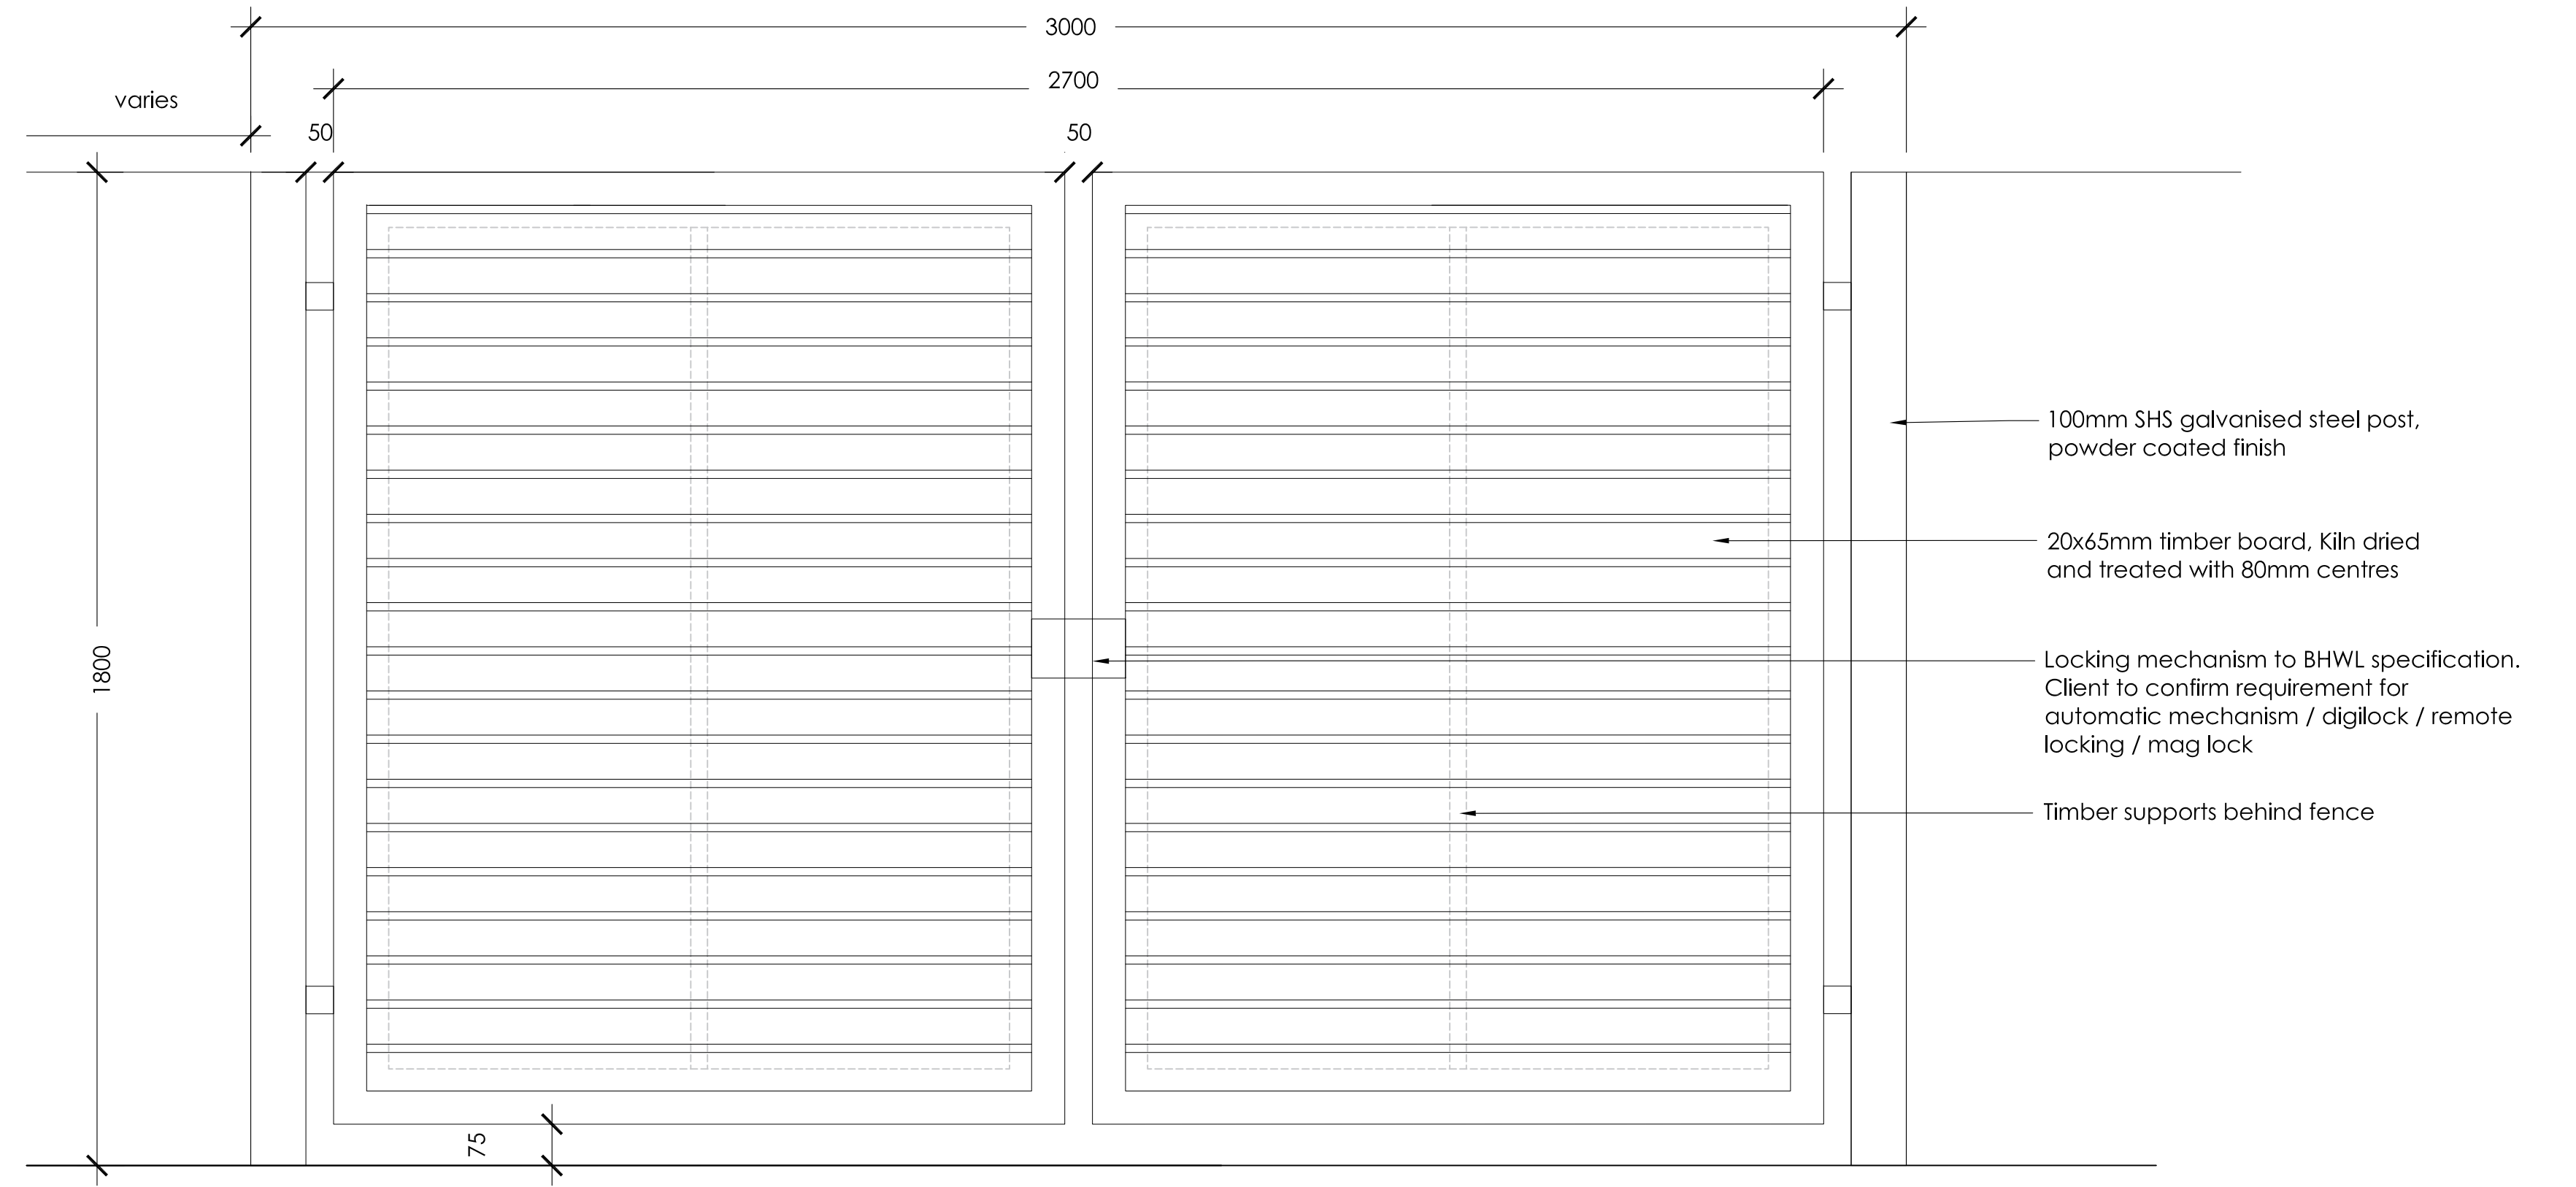 3000
2700
varies
50
50
1800
100mm SHS galvanised steel post,
powder coated finish
20x65mm timber board, Kiln dried
and treated with 80mm centres
Locking mechanism to BHWL specification.
Client to confirm requirement for
automatic mechanism / digilock / remote
locking / mag lock
Timber supports behind fence
75